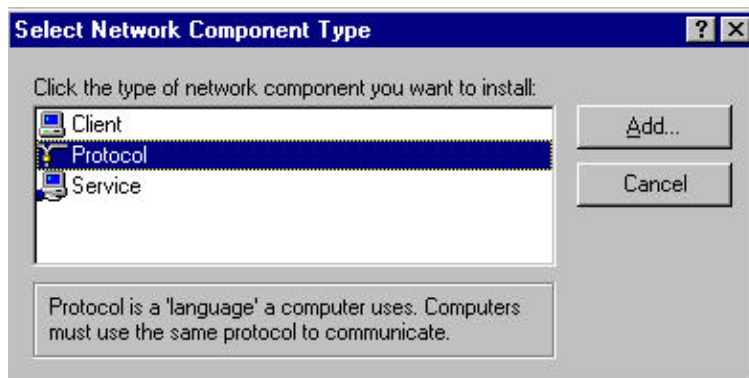 Select Network Component Type
Click the type of network component you want to install:
Client
Protocol
Service
Add...
Cancel
Protocol is a 'language' a computer uses. Computers
must use the same protocol to communicate.